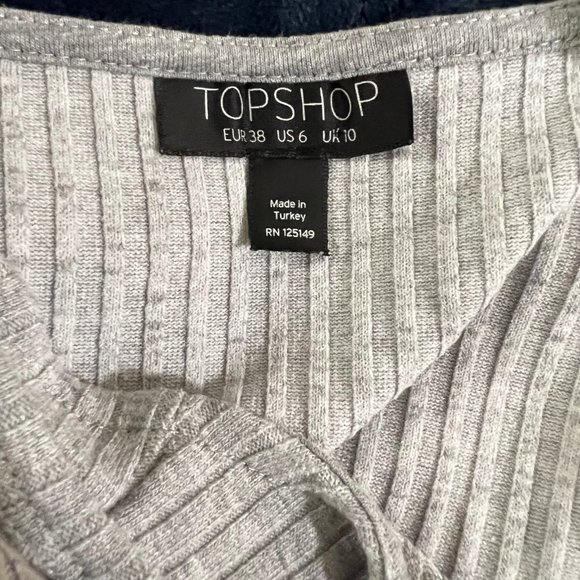 TOPSHOP
EUR 38 US 6 UK 10
Made in
Turkey
RN 125149